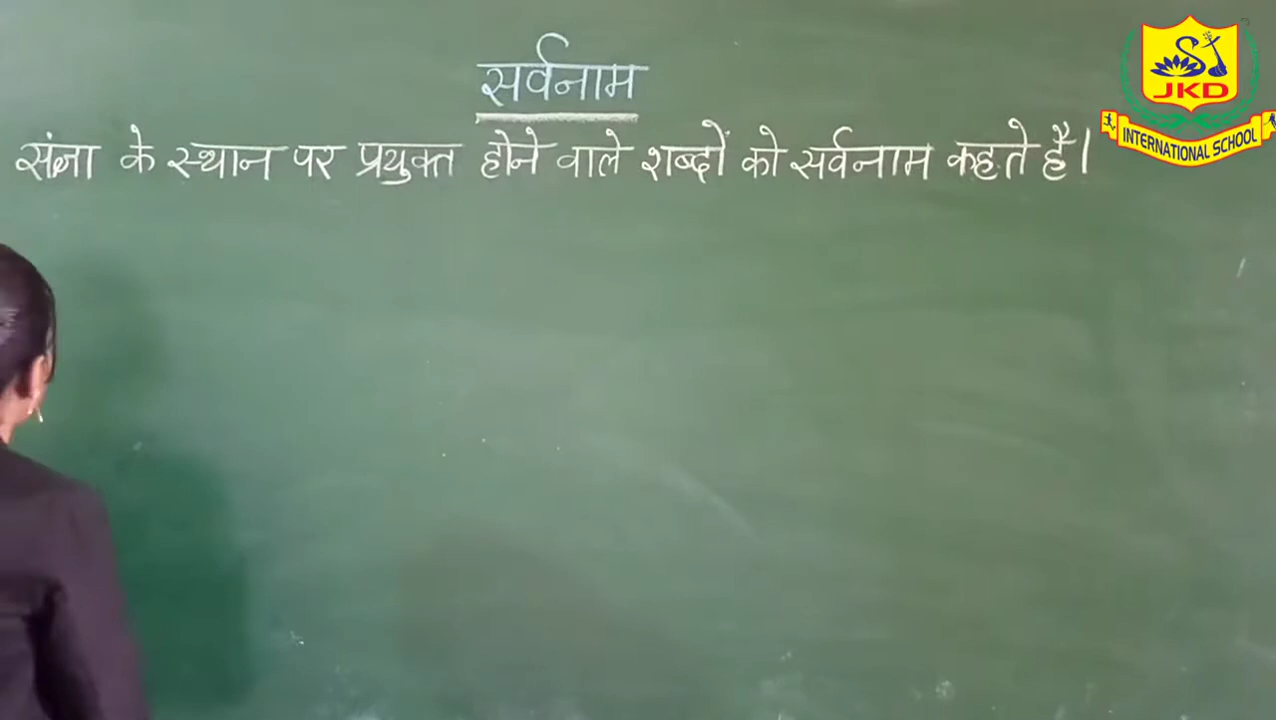 सर्वनाम
संज्ञा के स्थान पर प्रयुक्त होने वाले शब्दों को सर्वनाम कहते हैं।
JKD
INTERNATIONAL SCHOOL